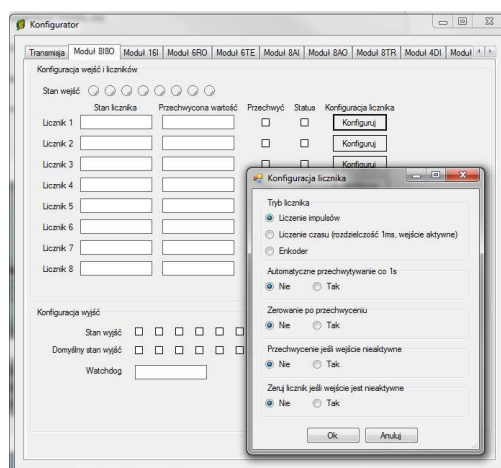 Konfigurator
Transmisja Moduł 8I8O Moduł 16I Moduł 6RO Moduł 6TE Moduł 8AI Moduł 8AO Moduł 8TR Moduł 4DI Moduł
Konfiguracja wejść i liczników
Stan wejść
Stan licznika Przechwycona wartość Przechwyć Status Konfiguracja licznika
Licznik 1 Konfiguruj
Licznik 2 Konfiguruj
Licznik 3 Konfiguruj
Licznik 4
Licznik 5
Licznik 6
Licznik 7
Licznik 8
Konfiguracja wyjść
Stan wyjść
Domyślny stan wyjść
Watchdog
Konfiguracja licznika
Tryb licznika
Liczenie impulsów
Liczenie czasu (rozdzielczość 1ms, wejście aktywne)
Enkoder
Automatyczne przechwytywanie co 1s
Nie Tak
Zerowanie po przechwyceniu
Nie Tak
Przechwycenie jeśli wejście nieaktywne
Nie Tak
Zeruj licznik jeśli wejście jest nieaktywne
Nie Tak
Ok Anuluj